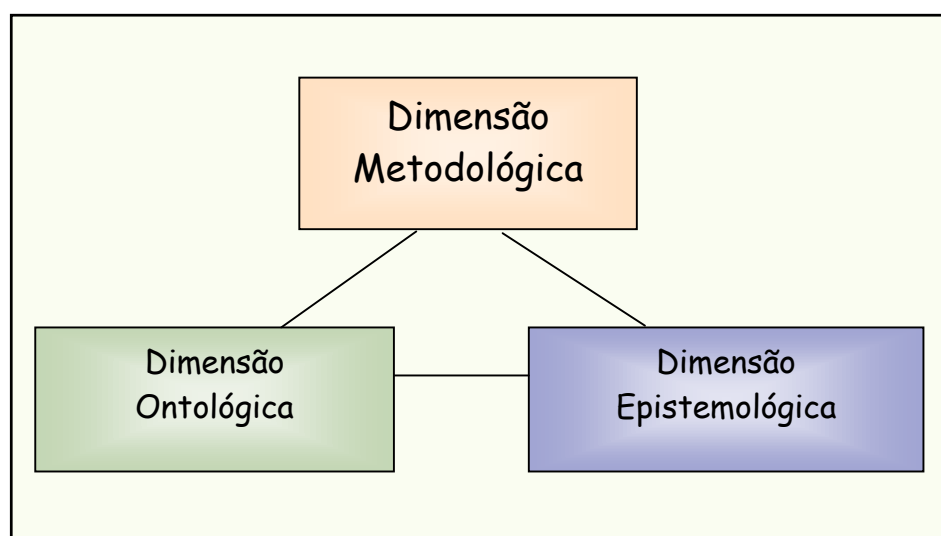 Dimensão
Metodológica
Dimensão
Ontológica
Dimensão
Epistemológica